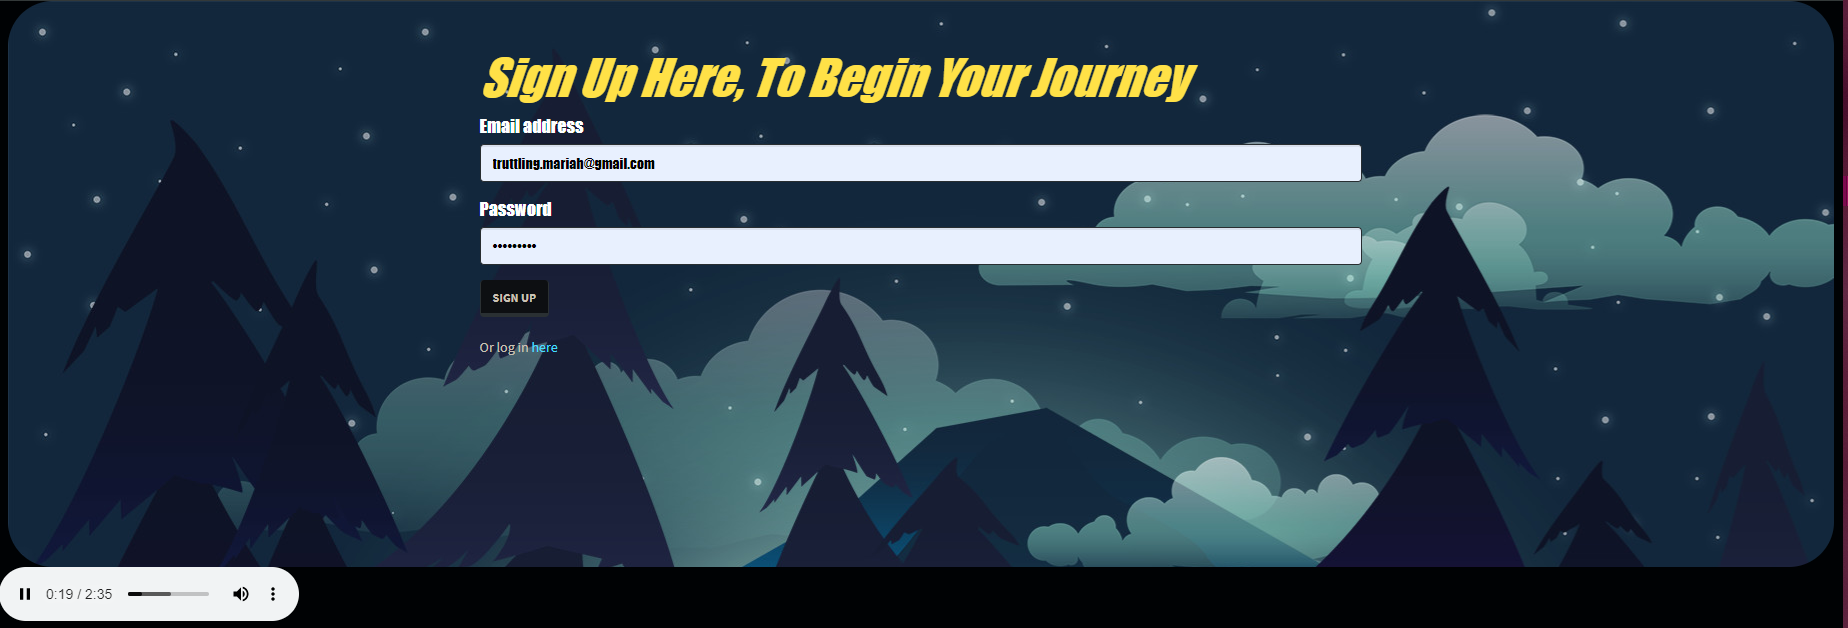 Sign Up Here, To Begin Your Journey
Email address
truttling.mariah@gmail.com
Password
•••••••••
SIGN UP
Or log in here
0:19 / 2:35